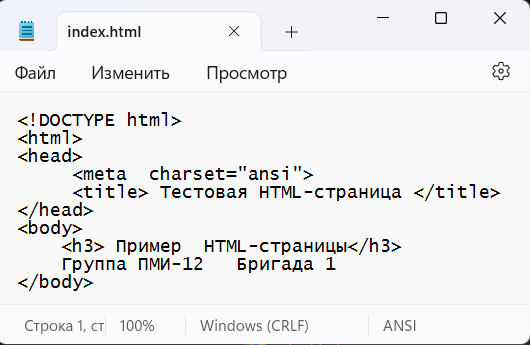 index.html
Файл Изменить Просмотр
<!DOCTYPE html>
<html>
<head>
<meta  charset="ansi">
<title> Тестовая HTML-страница </title>
</head>
<body>
<h3> Пример  HTML-страницы</h3>
Группа ПМИ-12   Бригада 1
</body>
Строка 1, ст 100% Windows (CRLF) ANSI